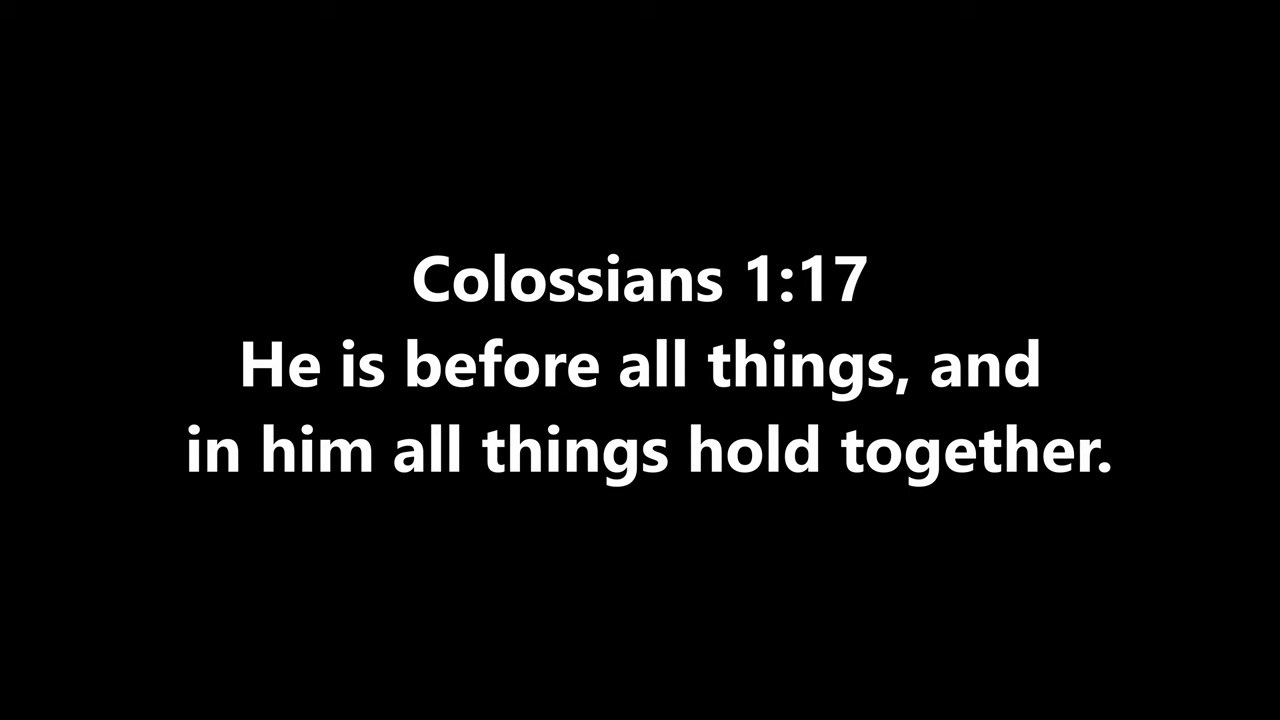 Colossians 1:17
He is before all things, and
in him all things hold together.